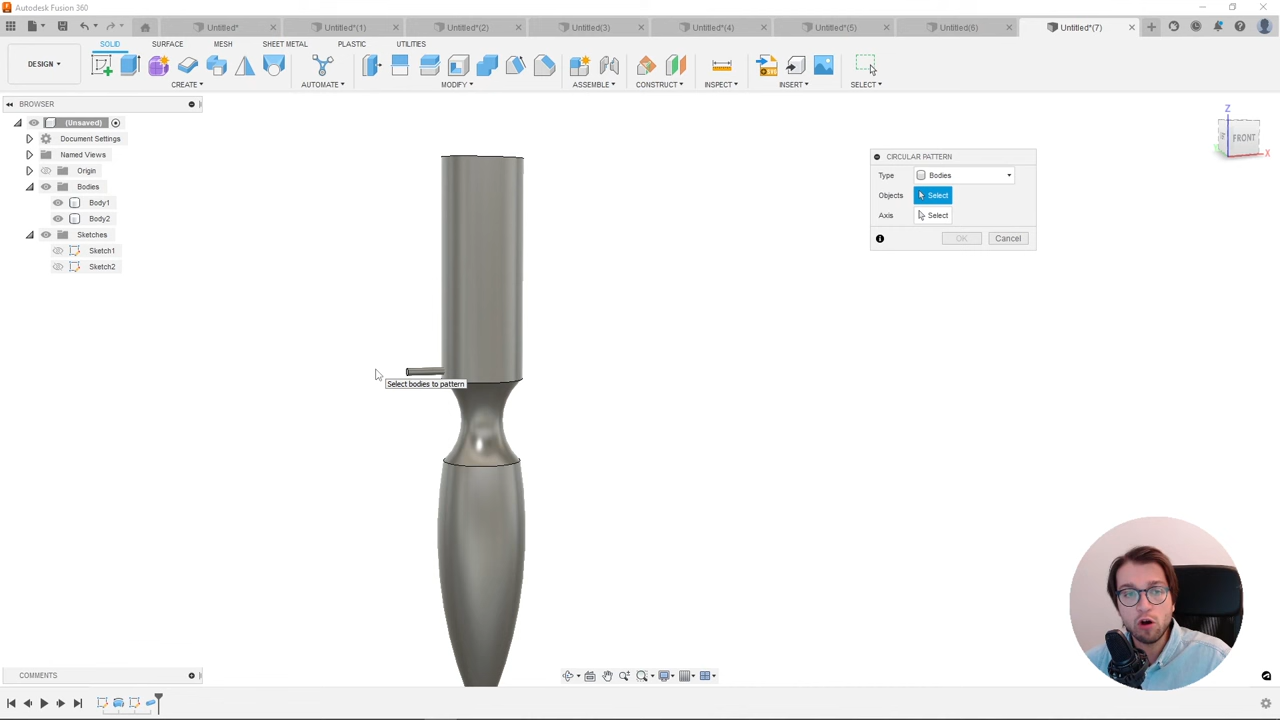 Autodesk Fusion 360
Untitled* Untitled*(1) Untitled*(2) Untitled(3) Untitled*(4) Untitled*(5) Untitled(6) Untitled*(7)
SOLID SURFACE MESH SHEET METAL PLASTIC UTILITIES
DESIGN
CREATE AUTOMATE MODIFY ASSEMBLE CONSTRUCT INSPECT INSERT SELECT
BROWSER
(Unsaved)
Document Settings
Named Views
Origin
Bodies
Body1
Body2
Sketches
Sketch1
Sketch2
Z
FRONT
X
CIRCULAR PATTERN
Type Bodies
Objects Select
Axis Select
OK Cancel
Select bodies to pattern
COMMENTS